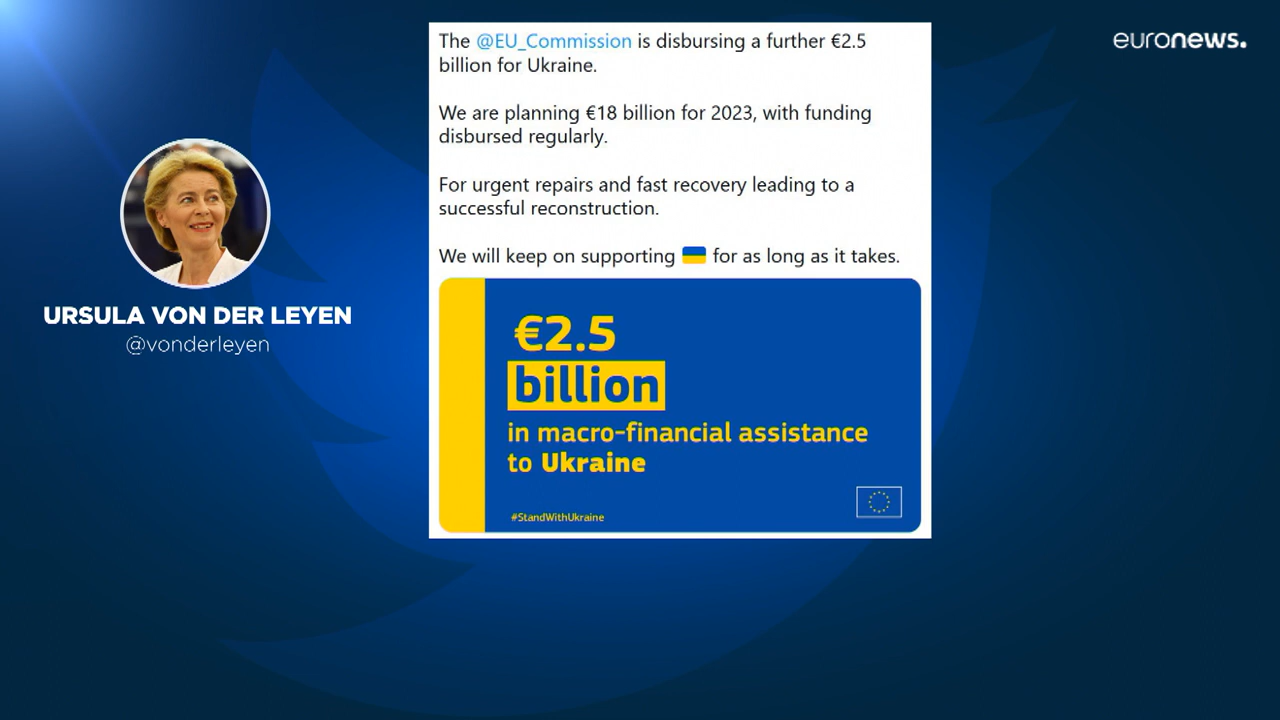 euronews.
The @EU_Commission is disbursing a further €2.5
billion for Ukraine.
We are planning €18 billion for 2023, with funding
disbursed regularly.
For urgent repairs and fast recovery leading to a
successful reconstruction.
We will keep on supporting 🇺🇦 for as long as it takes.
URSULA VON DER LEYEN
@vonderleyen
€2.5
billion
in macro-financial assistance
to Ukraine
#StandWithUkraine